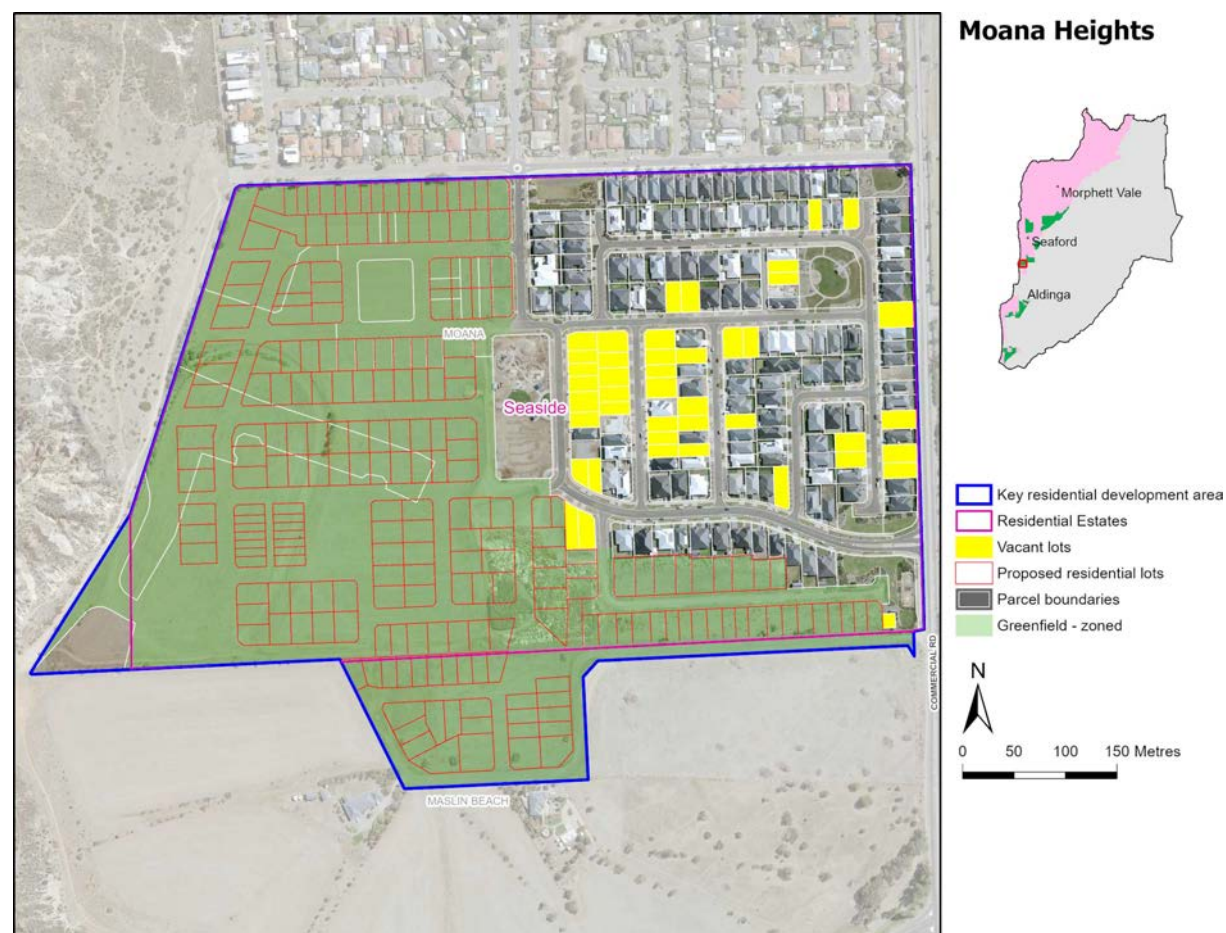 Moana Heights
Morphett Vale
Seaford
Aldinga
MOANA
Seaside
COMMERCIAL RD
MASLIN BEACH
Key residential development area
Residential Estates
Vacant lots
Proposed residential lots
Parcel boundaries
Greenfield - zoned
N
0 50 100 150 Metres